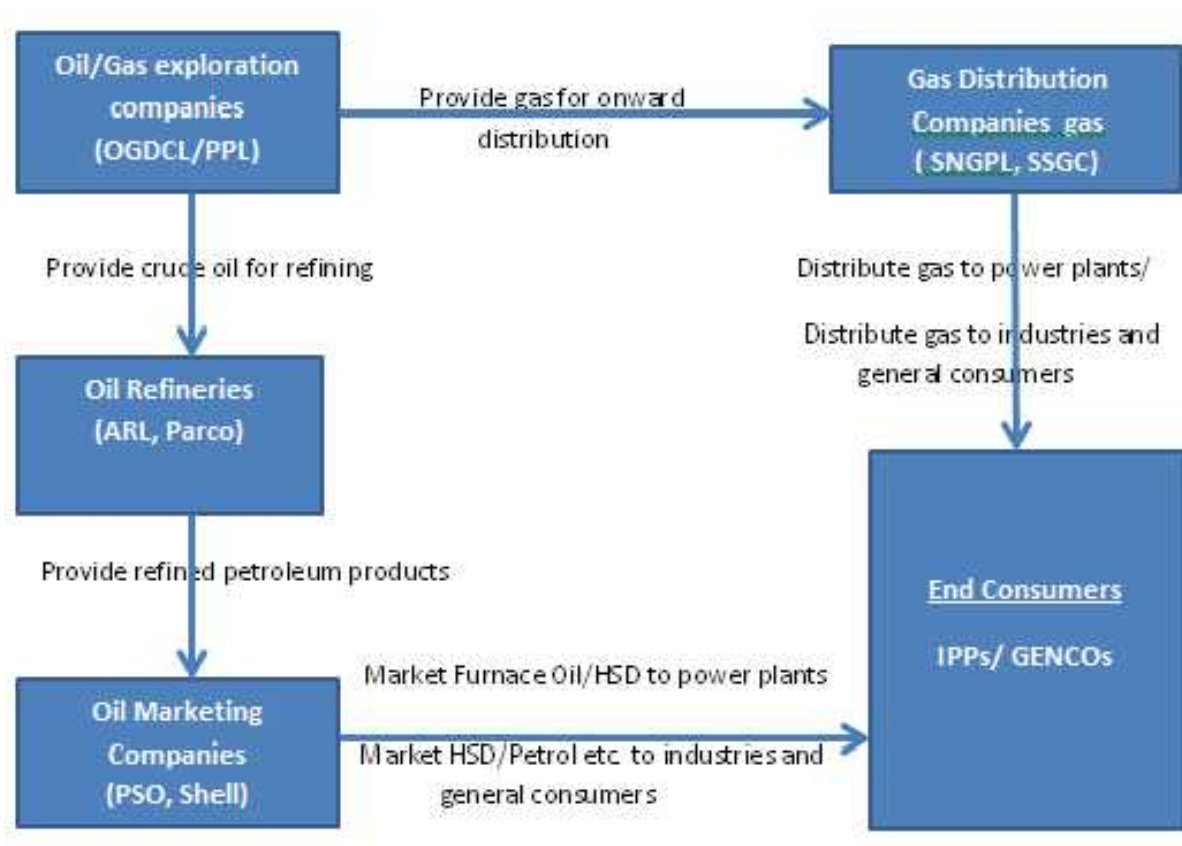 Oil/Gas exploration
companies
(OGDCL/PPL)
Provide gas for onward
distribution
Gas Distribution
Companies gas
( SNGPL, SSGC)
Provide crude oil for refining
Distribute gas to power plants/
Distribute gas to industries and
general consumers
Oil Refineries
(ARL, Parco)
Provide refined petroleum products
End Consumers
IPPs/ GENCOs
Market Furnace Oil/HSD to power plants
Oil Marketing
Companies
(PSO, Shell)
Market HSD/Petrol etc. to industries and
general consumers